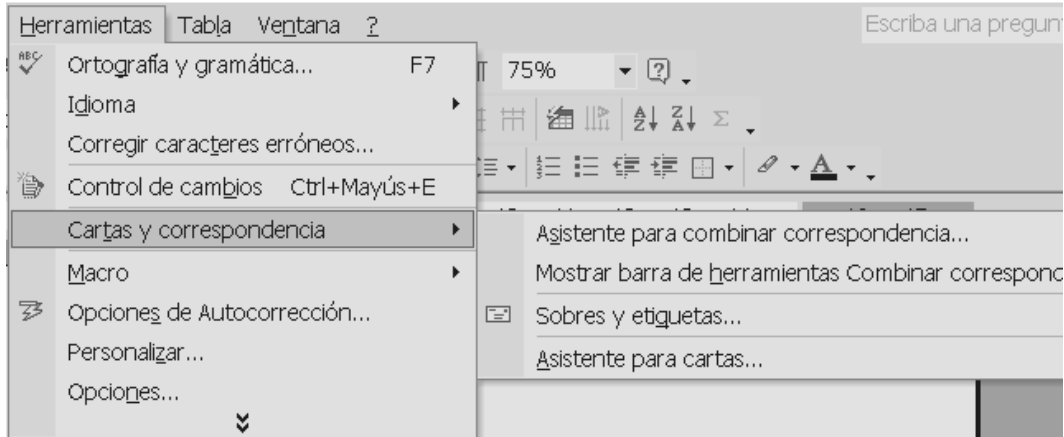 Herramientas Tabla Ventana ?
Escriba una pregunt
ABC Ortografía y gramática... F7
75%
Idioma
Corregir caracteres erróneos...
Control de cambios Ctrl+Mayús+E
Cartas y correspondencia
Asistente para combinar correspondencia...
Macro
Mostrar barra de herramientas Combinar correspond
Opciones de Autocorrección...
Sobres y etiquetas...
Personalizar...
Asistente para cartas...
Opciones...